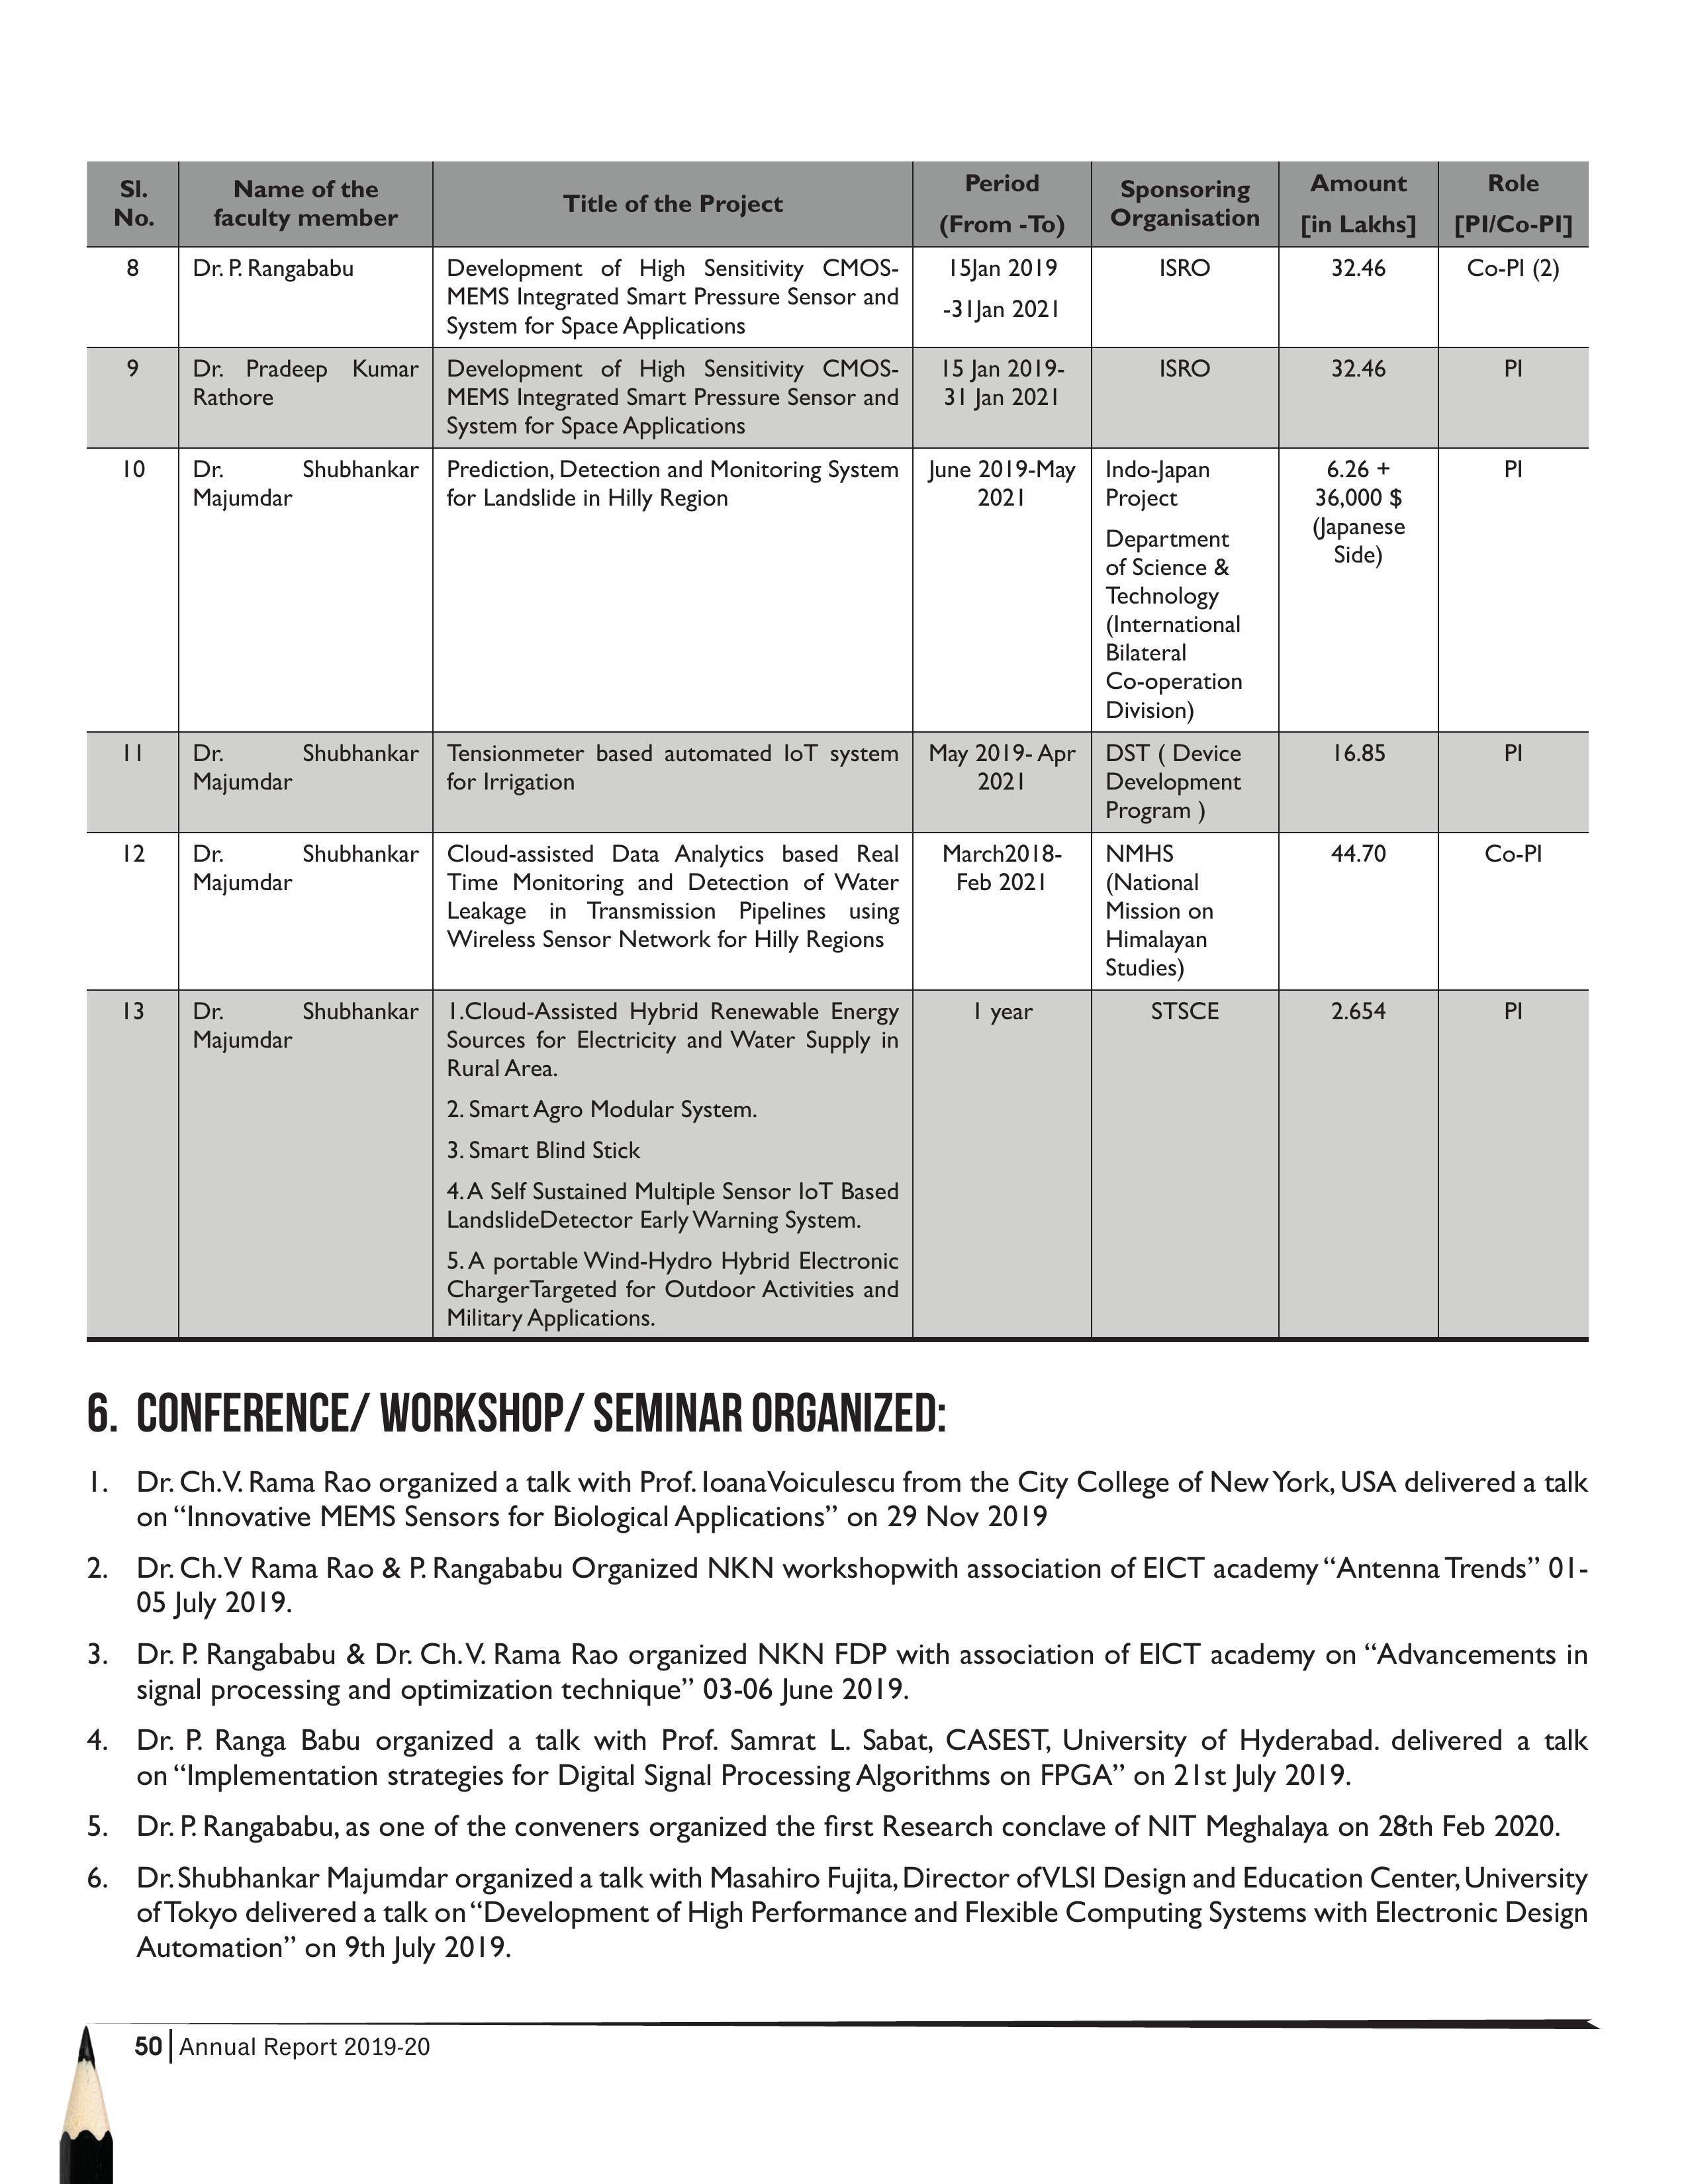 Sl. No.
Name of the faculty member
Title of the Project
Period
(From -To)
Sponsoring Organisation
Amount
[in Lakhs]
Role
[PI/Co-PI]
8
Dr. P. Rangababu
Development of High Sensitivity CMOS-
MEMS Integrated Smart Pressure Sensor and
System for Space Applications
15Jan 2019
-31Jan 2021
ISRO
32.46
Co-PI (2)
9
Dr. Pradeep Kumar
Rathore
Development of High Sensitivity CMOS-
MEMS Integrated Smart Pressure Sensor and
System for Space Applications
15 Jan 2019-
31 Jan 2021
ISRO
32.46
PI
10
Dr. Shubhankar
Majumdar
Prediction, Detection and Monitoring System
for Landslide in Hilly Region
June 2019-May
2021
Indo-Japan
Project
Department
of Science &
Technology
(International
Bilateral
Co-operation
Division)
6.26 +
36,000 $
(Japanese
Side)
PI
11
Dr. Shubhankar
Majumdar
Tensionmeter based automated IoT system
for Irrigation
May 2019- Apr
2021
DST ( Device
Development
Program )
16.85
PI
12
Dr. Shubhankar
Majumdar
Cloud-assisted Data Analytics based Real
Time Monitoring and Detection of Water
Leakage in Transmission Pipelines using
Wireless Sensor Network for Hilly Regions
March2018-
Feb 2021
NMHS
(National
Mission on
Himalayan
Studies)
44.70
Co-PI
13
Dr. Shubhankar
Majumdar
1.Cloud-Assisted Hybrid Renewable Energy
Sources for Electricity and Water Supply in
Rural Area.
2. Smart Agro Modular System.
3. Smart Blind Stick
4. A Self Sustained Multiple Sensor IoT Based
LandslideDetector Early Warning System.
5. A portable Wind-Hydro Hybrid Electronic
ChargerTargeted for Outdoor Activities and
Military Applications.
1 year
STSCE
2.654
PI
6. CONFERENCE/ WORKSHOP/ SEMINAR ORGANIZED:
1. Dr. Ch.V. Rama Rao organized a talk with Prof. IoanaVoiculescu from the City College of New York, USA delivered a talk
on “Innovative MEMS Sensors for Biological Applications” on 29 Nov 2019
2. Dr. Ch.V Rama Rao & P. Rangababu Organized NKN workshopwith association of EICT academy “Antenna Trends” 01-
05 July 2019.
3. Dr. P. Rangababu & Dr. Ch.V. Rama Rao organized NKN FDP with association of EICT academy on “Advancements in
signal processing and optimization technique” 03-06 June 2019.
4. Dr. P. Ranga Babu organized a talk with Prof. Samrat L. Sabat, CASEST, University of Hyderabad. delivered a talk
on “Implementation strategies for Digital Signal Processing Algorithms on FPGA” on 21st July 2019.
5. Dr. P. Rangababu, as one of the conveners organized the first Research conclave of NIT Meghalaya on 28th Feb 2020.
6. Dr. Shubhankar Majumdar organized a talk with Masahiro Fujita, Director ofVLSI Design and Education Center, University
of Tokyo delivered a talk on “Development of High Performance and Flexible Computing Systems with Electronic Design
Automation” on 9th July 2019.
50 Annual Report 2019-20